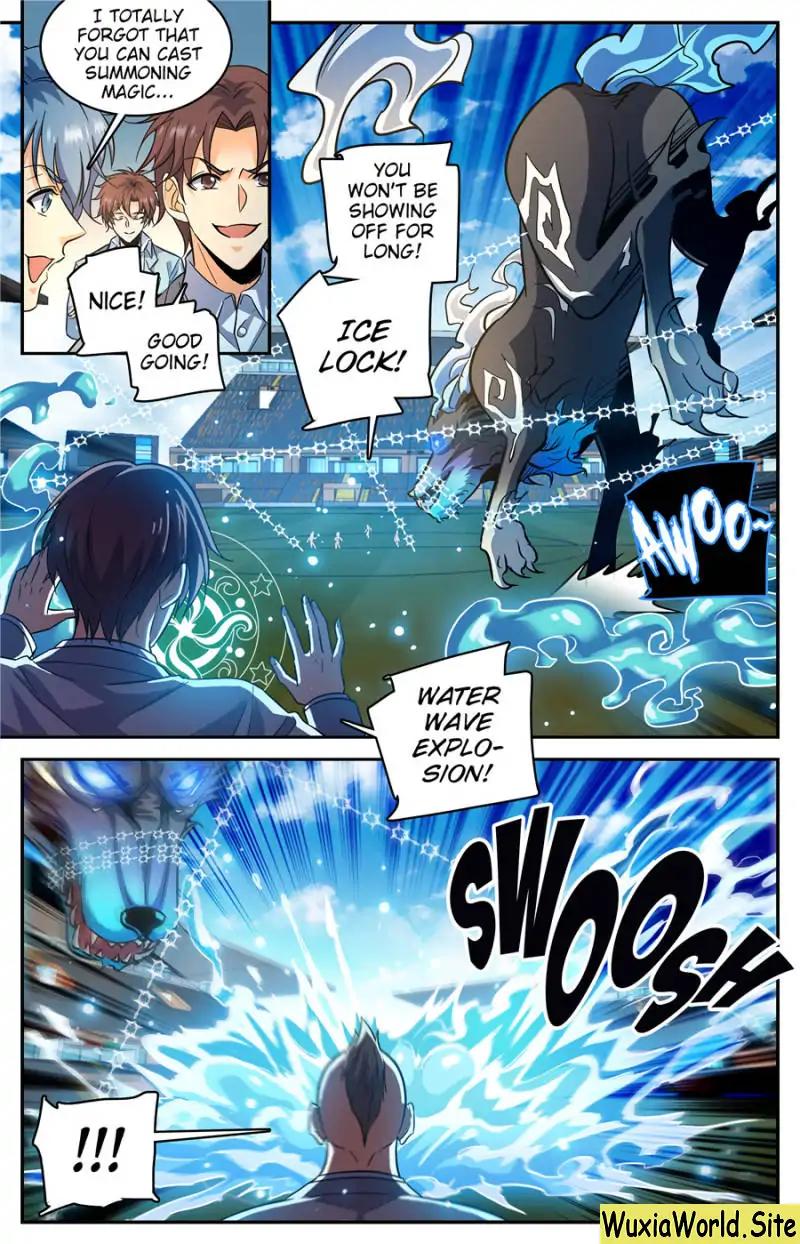 I TOTALLY
FORGOT THAT
YOU CAN CAST
SUMMONING
MAGIC...
NICE!
GOOD
GOING!
YOU
WON'T BE
SHOWING
OFF FOR
LONG!
ICE
LOCK!
AWOO~
WATER
WAVE
EXPLO-
SION!
SWOOSH
!!!
WuxiaWorld.Site